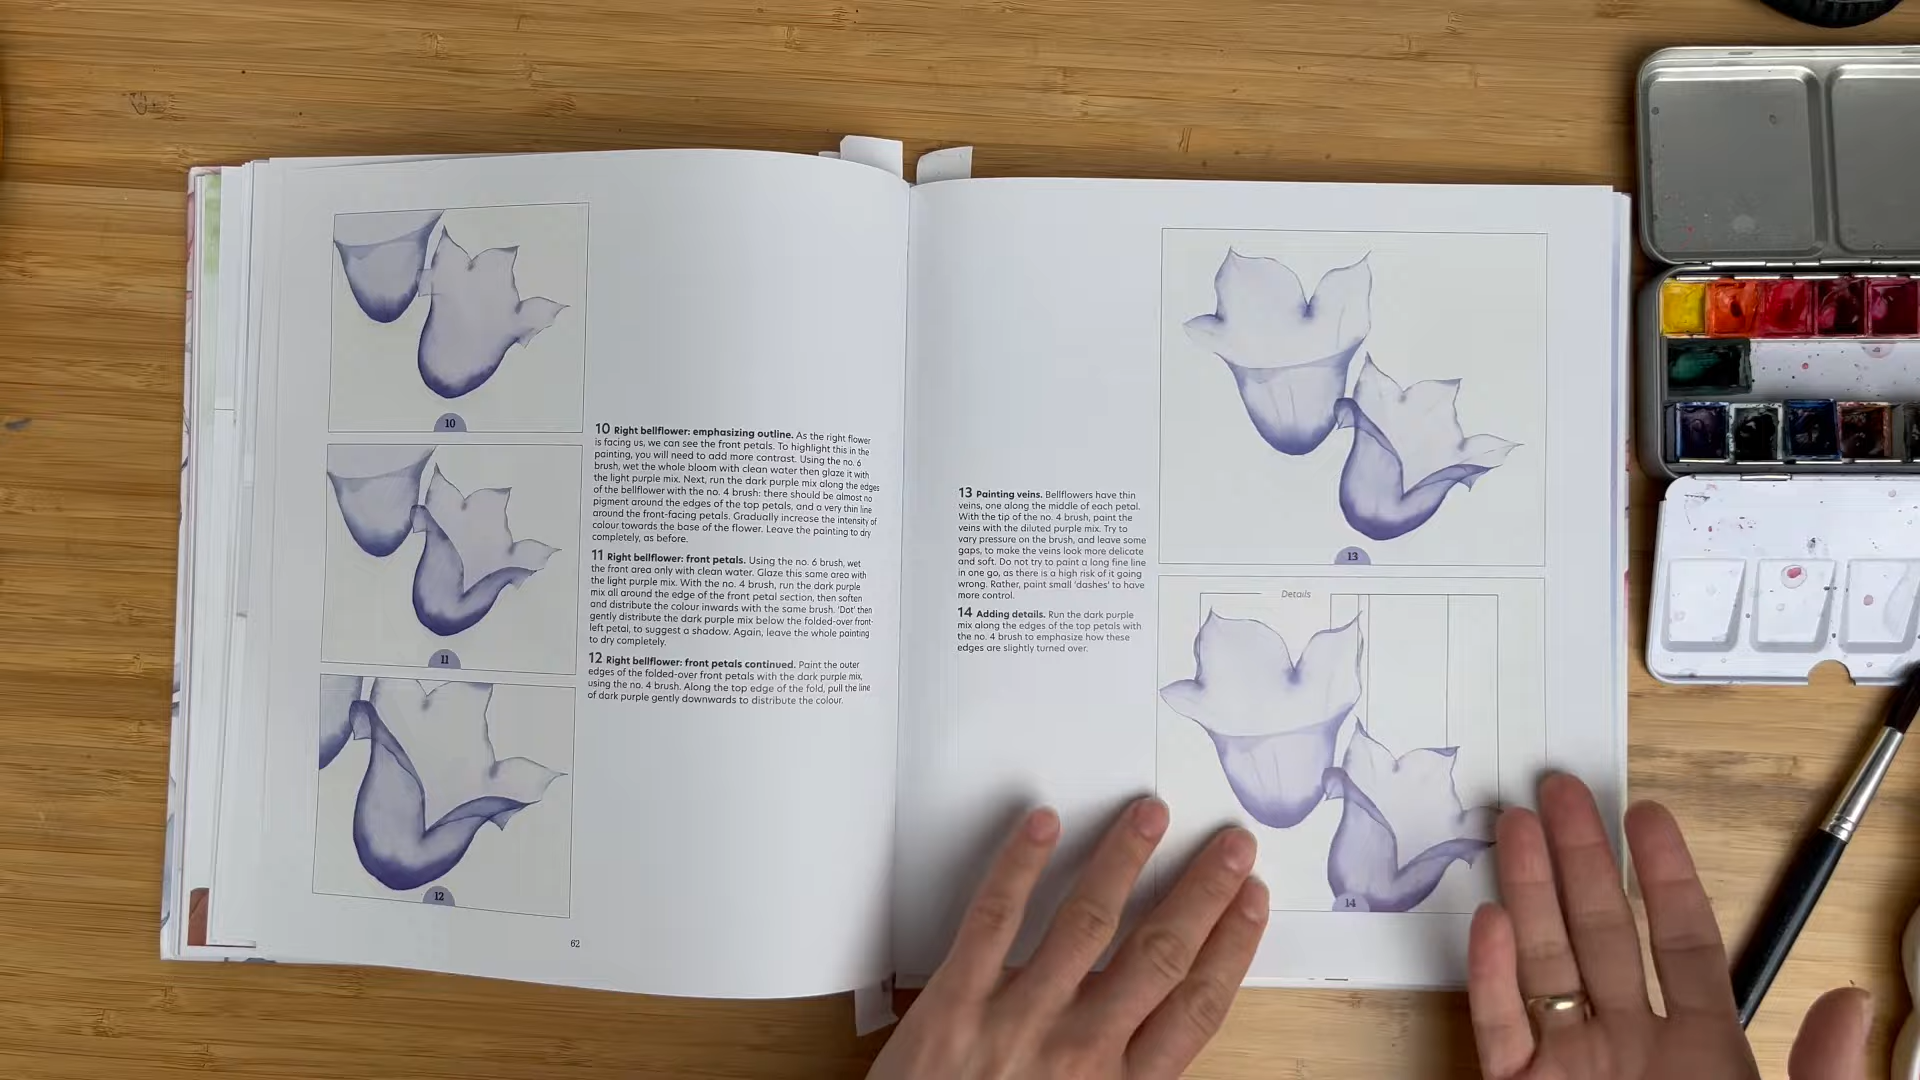 10
11
12
10 Right bellflower: emphasizing outline. As the right flower
is facing us, we can see the front petals. To highlight this in the
painting, you will need to add more contrast. Using the no. 6
brush, wet the whole bloom with clean water then glaze it with
the light purple mix. Next, run the dark purple mix along the edges
of the bellflower with the no. 4 brush: there should be almost no
pigment around the edges of the top petals, and a very thin line
around the front-facing petals. Gradually increase the intensity of
colour towards the base of the flower. Leave the painting to dry
completely, as before.
11 Right bellflower: front petals. Using the no. 6 brush, wet
the front area only with clean water. Glaze this same area with
the light purple mix. With the no. 4 brush, run the dark purple
mix all around the edge of the front petal section, then soften
and distribute the colour inwards with the same brush. 'Dot' then
gently distribute the dark purple mix below the folded-over front-
left petal, to suggest a shadow. Again, leave the whole painting
to dry completely.
12 Right bellflower: front petals continued. Paint the outer
edges of the folded-over front petals with the dark purple mix,
using the no. 4 brush. Along the top edge of the fold, pull the line
of dark purple gently downwards to distribute the colour.
62
13 Painting veins. Bellflowers have thin
veins, one along the middle of each petal.
With the tip of the no. 4 brush, paint the
veins with the diluted purple mix. Try to
vary pressure on the brush, and leave some
gaps, to make the veins look more delicate
and soft. Do not try to paint a long fine line
in one go, as there is a high risk of it going
wrong. Rather, paint small 'dashes' to have
more control.
14 Adding details. Run the dark purple
mix along the edges of the top petals with
the no. 4 brush to emphasize how these
edges are slightly turned over.
13
Details
14